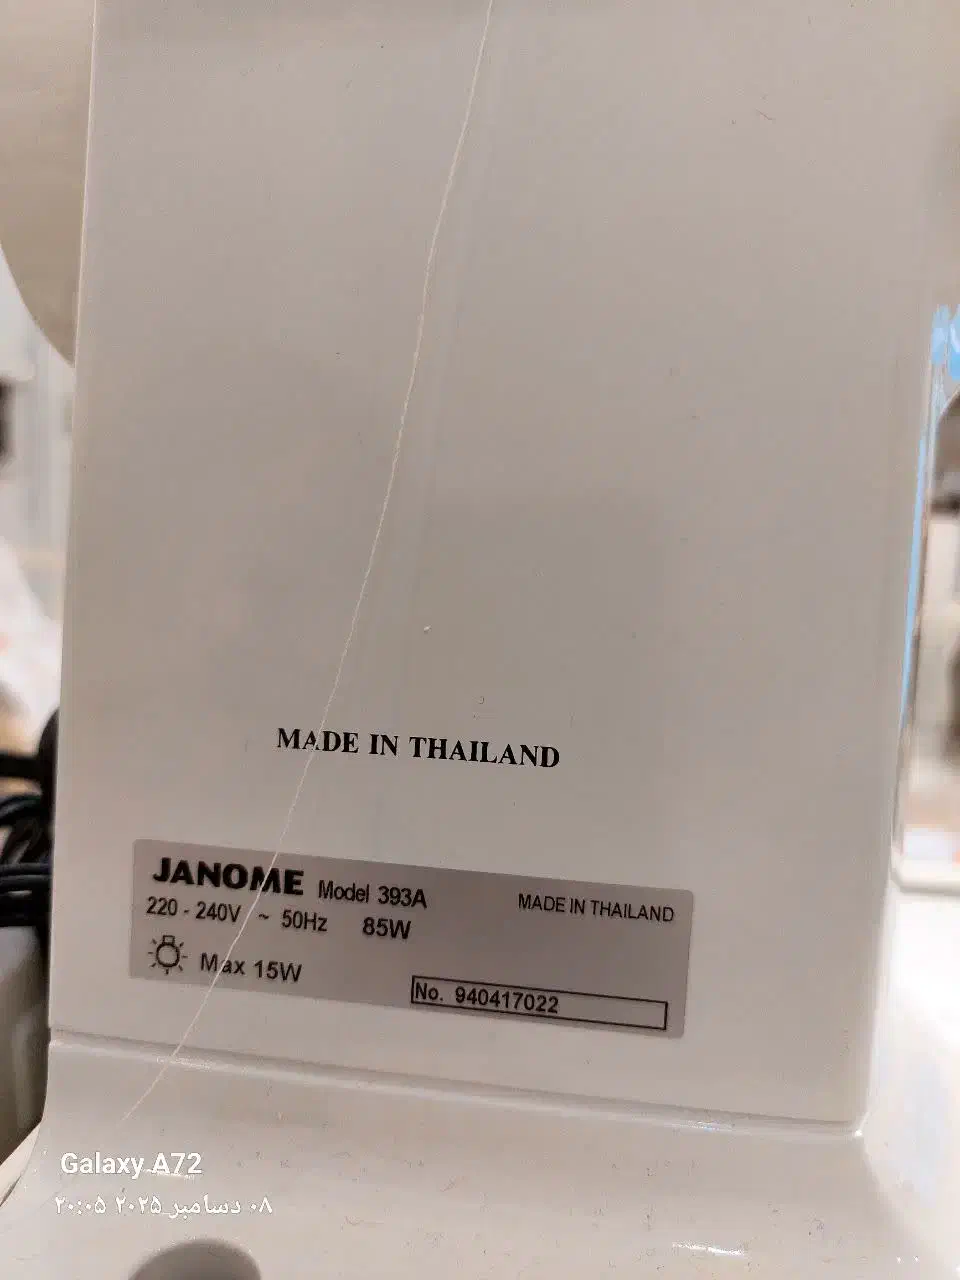 MADE IN THAILAND
JANOME Model 393A MADE IN THAILAND
220 - 240V ~ 50Hz 85W
Max 15W
No. 940417022
Galaxy A72
۰۸ دسامبر ۲۰۲۵ ۲۰:۰۵